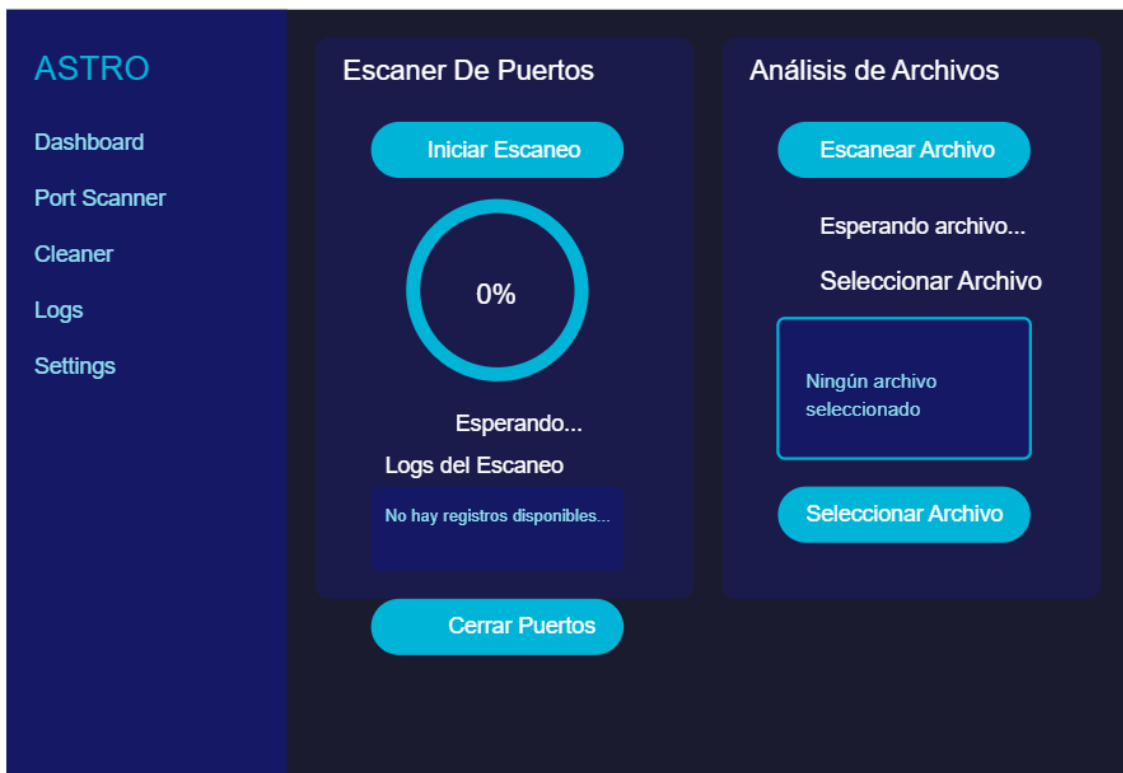 ASTRO
Dashboard
Port Scanner
Cleaner
Logs
Settings
Escaner De Puertos
Iniciar Escaneo
0%
Esperando...
Logs del Escaneo
No hay registros disponibles...
Cerrar Puertos
Análisis de Archivos
Escanear Archivo
Esperando archivo...
Seleccionar Archivo
Ningún archivo
seleccionado
Seleccionar Archivo